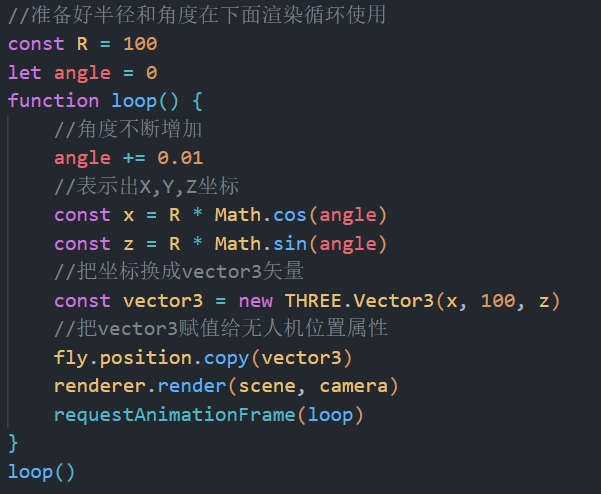 //准备好半径和角度在下面渲染循环使用
const R = 100
let angle = 0
function loop() {
    //角度不断增加
    angle += 0.01
    //表示出X,Y,Z坐标
    const x = R * Math.cos(angle)
    const z = R * Math.sin(angle)
    //把坐标换成vector3矢量
    const vector3 = new THREE.Vector3(x, 100, z)
    //把vector3赋值给无人机位置属性
    fly.position.copy(vector3)
    renderer.render(scene, camera)
    requestAnimationFrame(loop)
}
loop()